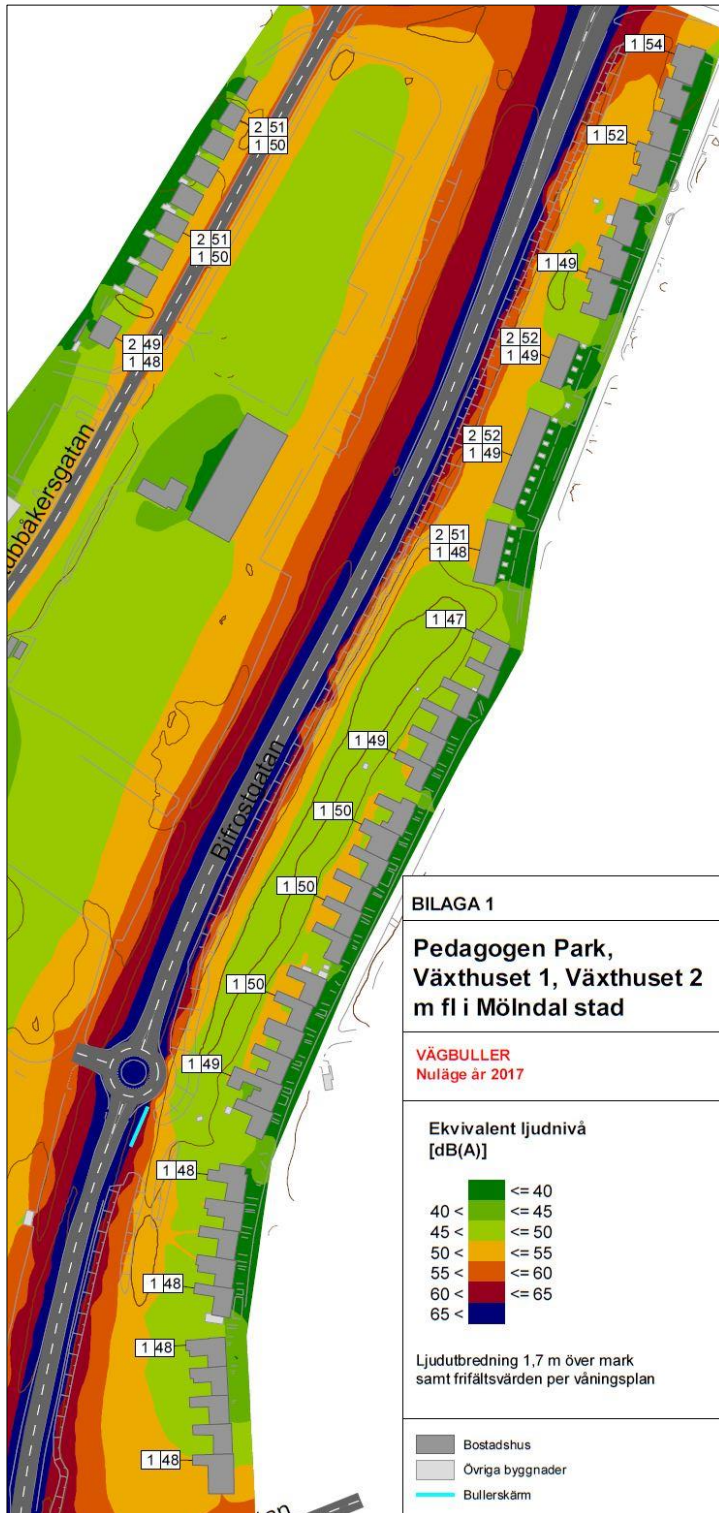 1 54
2 51
1 50
1 52
2 51
1 50
1 49
2 49
1 48
2 52
1 49
2 52
1 49
2 51
1 48
1 47
1 49
1 50
1 50
1 50
1 49
1 48
1 48
1 48
1 48
ubbåkersgatan
Bifrostgatan
BILAGA 1
Pedagogen Park,
Växthuset 1, Växthuset 2
m fl i Mölndal stad
VÄGBULLER
Nuläge år 2017
Ekvivalent ljudnivå
[dB(A)]
<= 40
40 < <= 45
45 < <= 50
50 < <= 55
55 < <= 60
60 < <= 65
65 <
Ljudutbredning 1,7 m över mark
samt frifältsvärden per våningsplan
Bostadshus
Övriga byggnader
Bullerskärm